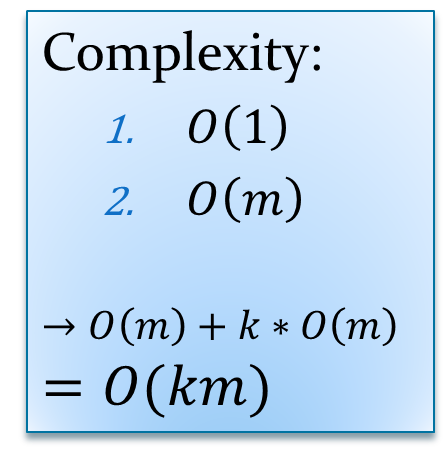 Complexity:
1. O(1)
2. O(m)
→ O(m) + k ∗ O(m)
= O(km)